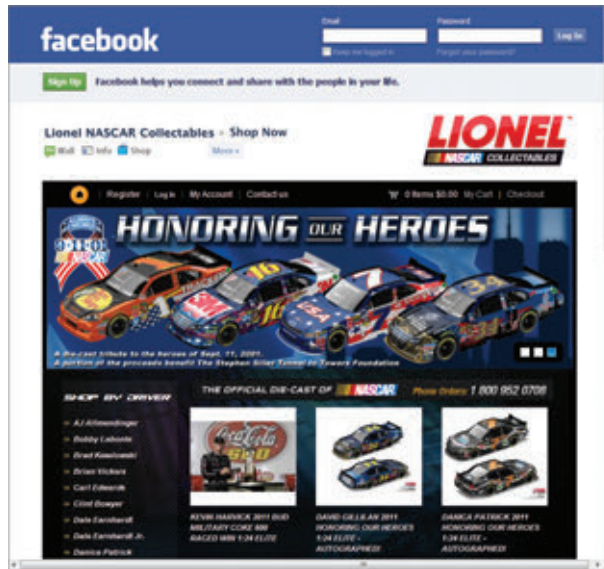 facebook
Email
Password
Log In
Keep me logged in
Forgot your password?
Sign Up Facebook helps you connect and share with the people in your life.
Lionel NASCAR Collectables - Shop Now
Wall Info Shop More »
LIONEL
NASCAR COLLECTABLES
Register | Log in | My Account | Contact us
0 Items $0.00 My Cart | Checkout
9-11-01
NASCAR
HONORING OUR HEROES
A die-cast tribute to the heroes of Sept. 11, 2001.
A portion of the proceeds benefit The Stephen Siller Tunnel to Towers Foundation
THE OFFICIAL DIE-CAST OF NASCAR Phone Orders: 1 800 952 0708
SHOP BY DRIVER
» AJ Allmendinger
» Bobby Labonte
» Brad Keselowski
» Brian Vickers
» Carl Edwards
» Clint Bowyer
» Dale Earnhardt
» Dale Earnhardt Jr.
» Danica Patrick
Coca-Cola
KEVIN HARVICK 2011 BUD
MILITARY COKE 600
RACED WIN 1:24 ELITE
DAVID GILLILAN 2011
HONORING OUR HEROES
1:24 ELITE -
AUTOGRAPHED!
DANICA PATRICK 2011
HONORING OUR HEROES
1:24 ELITE -
AUTOGRAPHED!